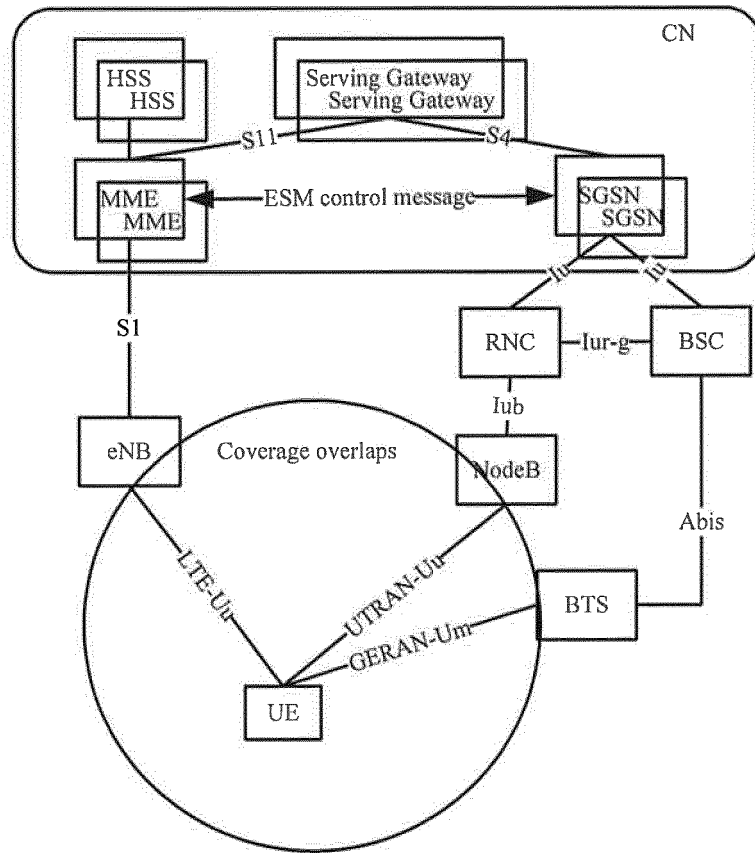 CN
HSS
HSS
Serving Gateway
Serving Gateway
S11
S4
MME
MME
ESM control message
SGSN
SGSN
Iu
Iu
S1
RNC
Iur-g
BSC
Iub
eNB
Coverage overlaps
NodeB
Abis
LTE-Uu
UTRAN-Uu
GERAN-Um
BTS
UE